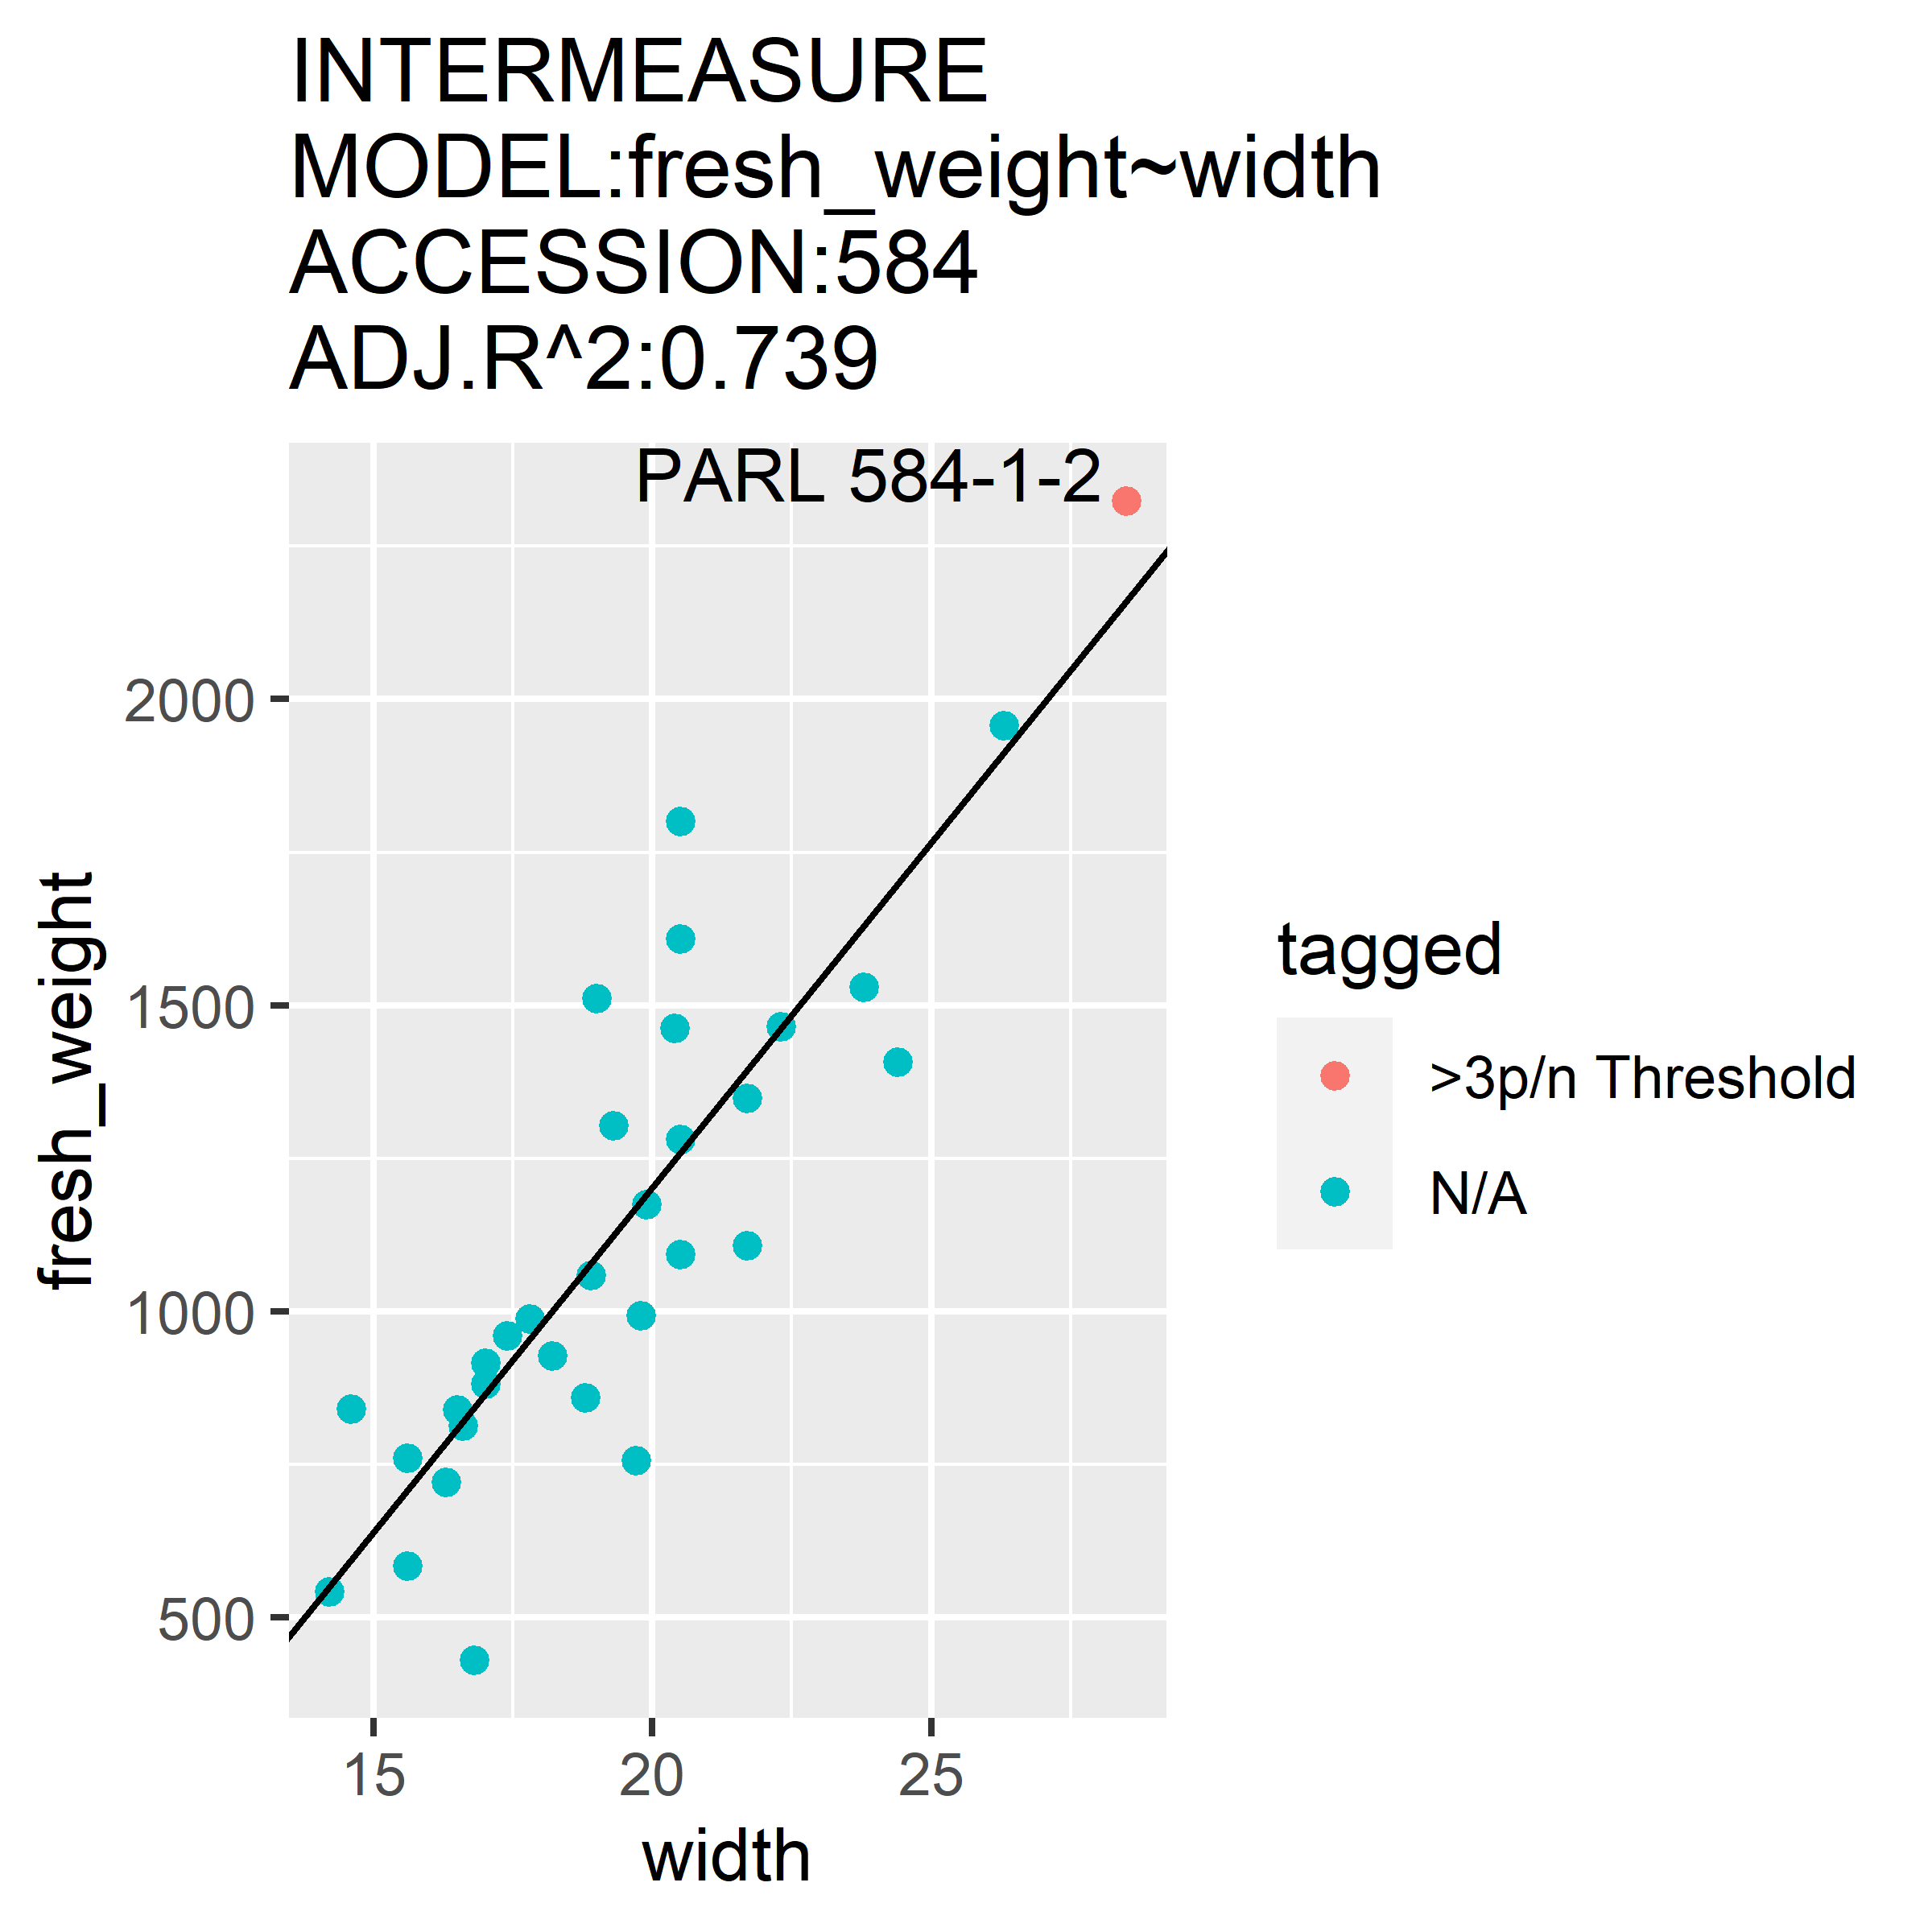 INTERMEASURE
MODEL:fresh_weight~width
ACCESSION:584
ADJ.R^2:0.739
PARL 584-1-2
2000
1500
1000
500
fresh_weight
15 20 25
width
tagged
>3p/n Threshold
N/A